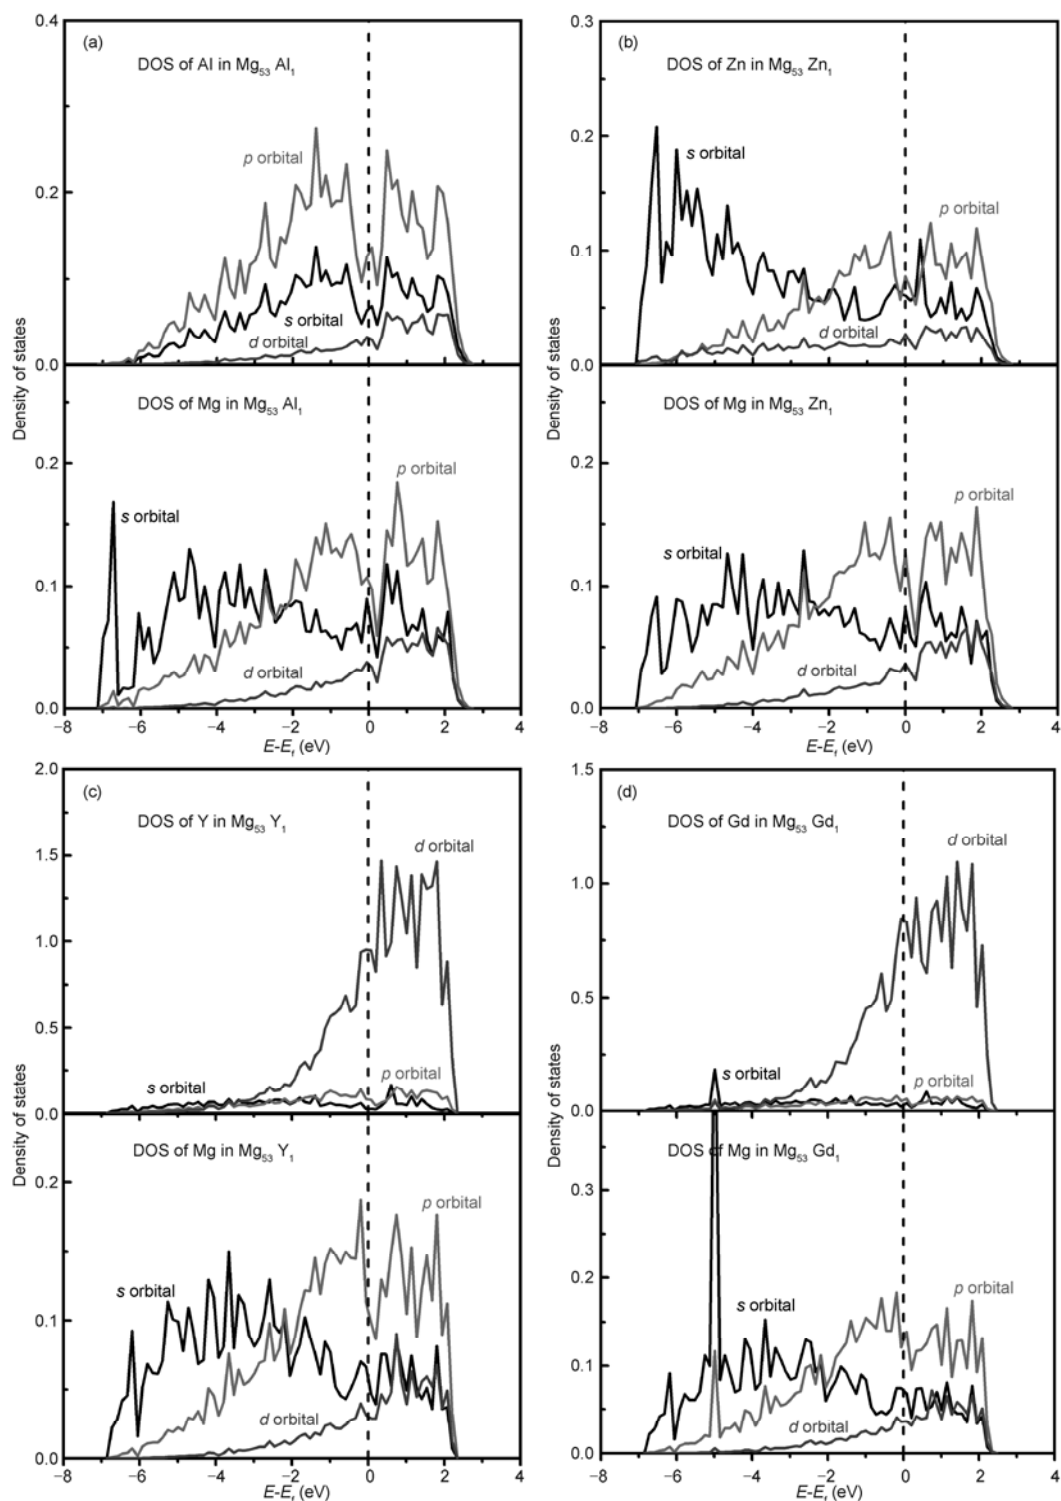 (a)
DOS of Al in Mg53 Al1
p orbital
s orbital
d orbital
0.4
0.2
0.0
Density of states
DOS of Mg in Mg53 Al1
s orbital
p orbital
d orbital
0.2
0.1
0.0
−8 −6 −4 −2 0 2 4
E-Ef (eV)
(b)
DOS of Zn in Mg53 Zn1
s orbital
p orbital
d orbital
0.3
0.2
0.1
0.0
Density of states
DOS of Mg in Mg53 Zn1
s orbital
p orbital
d orbital
0.2
0.1
0.0
−8 −6 −4 −2 0 2 4
E-Ef (eV)
(c)
DOS of Y in Mg53 Y1
d orbital
s orbital
p orbital
2.0
1.5
1.0
0.5
0.0
Density of states
DOS of Mg in Mg53 Y1
p orbital
s orbital
d orbital
0.2
0.1
0.0
−8 −6 −4 −2 0 2 4
E-Ef (eV)
(d)
DOS of Gd in Mg53 Gd1
d orbital
s orbital
p orbital
1.5
1.0
0.5
0.0
Density of states
DOS of Mg in Mg53 Gd1
s orbital
p orbital
d orbital
0.3
0.2
0.1
0.0
−8 −6 −4 −2 0 2 4
E-Ef (eV)